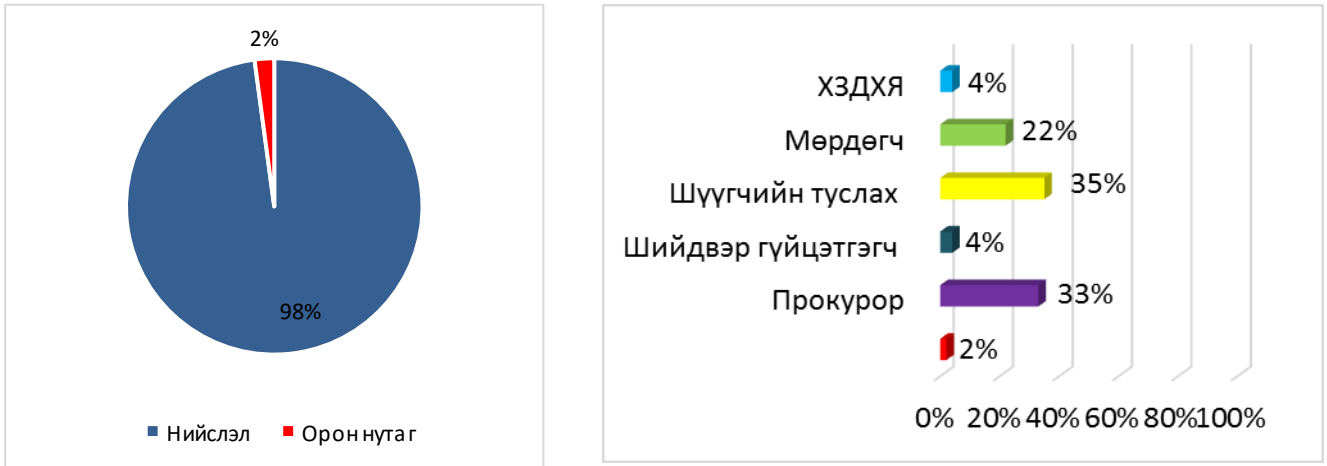 2%
98%
Нийслэл Орон нутаг
ХЗДХЯ 4%
Мөрдөгч 22%
Шүүгчийн туслах 35%
Шийдвэр гүйцэтгэгч 4%
Прокурор 33%
2%
0% 20% 40% 60% 80% 100%